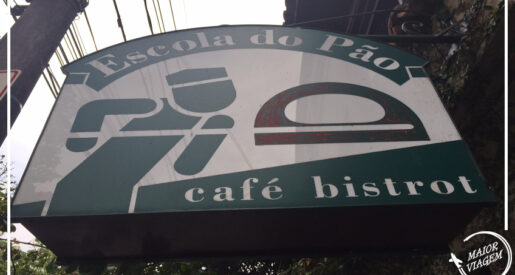 Escola do Pão
café bistrot
MAIOR
VIAGEM